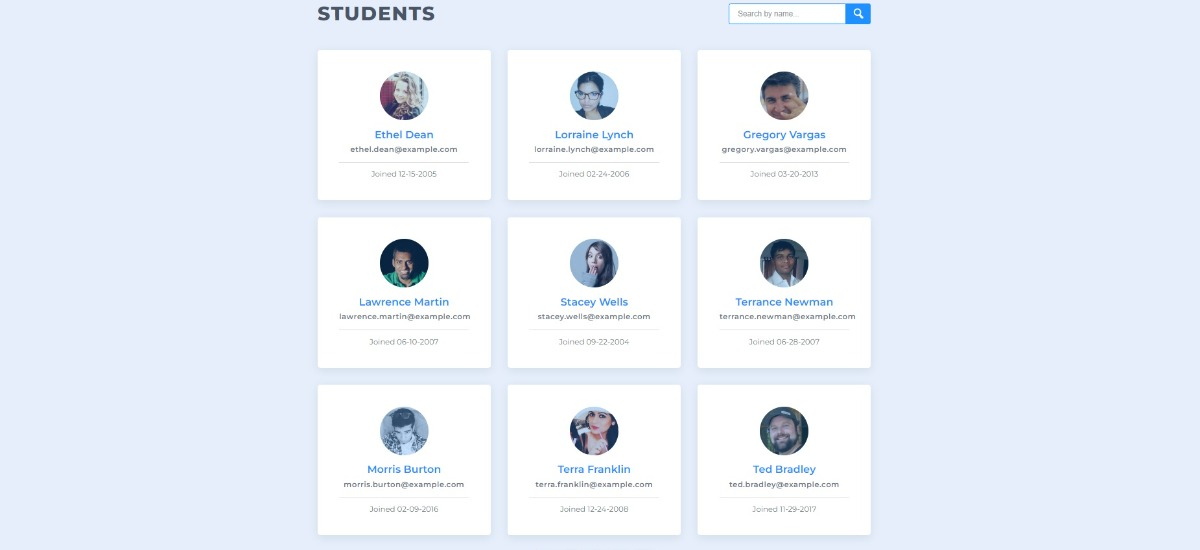 STUDENTS
Search by name...
Ethel Dean
ethel.dean@example.com
Joined 12-15-2005
Lorraine Lynch
lorraine.lynch@example.com
Joined 02-24-2006
Gregory Vargas
gregory.vargas@example.com
Joined 03-20-2013
Lawrence Martin
lawrence.martin@example.com
Joined 06-10-2007
Stacey Wells
stacey.wells@example.com
Joined 09-22-2004
Terrance Newman
terrance.newman@example.com
Joined 06-28-2007
Morris Burton
morris.burton@example.com
Joined 02-09-2016
Terra Franklin
terra.franklin@example.com
Joined 12-24-2008
Ted Bradley
ted.bradley@example.com
Joined 11-29-2017